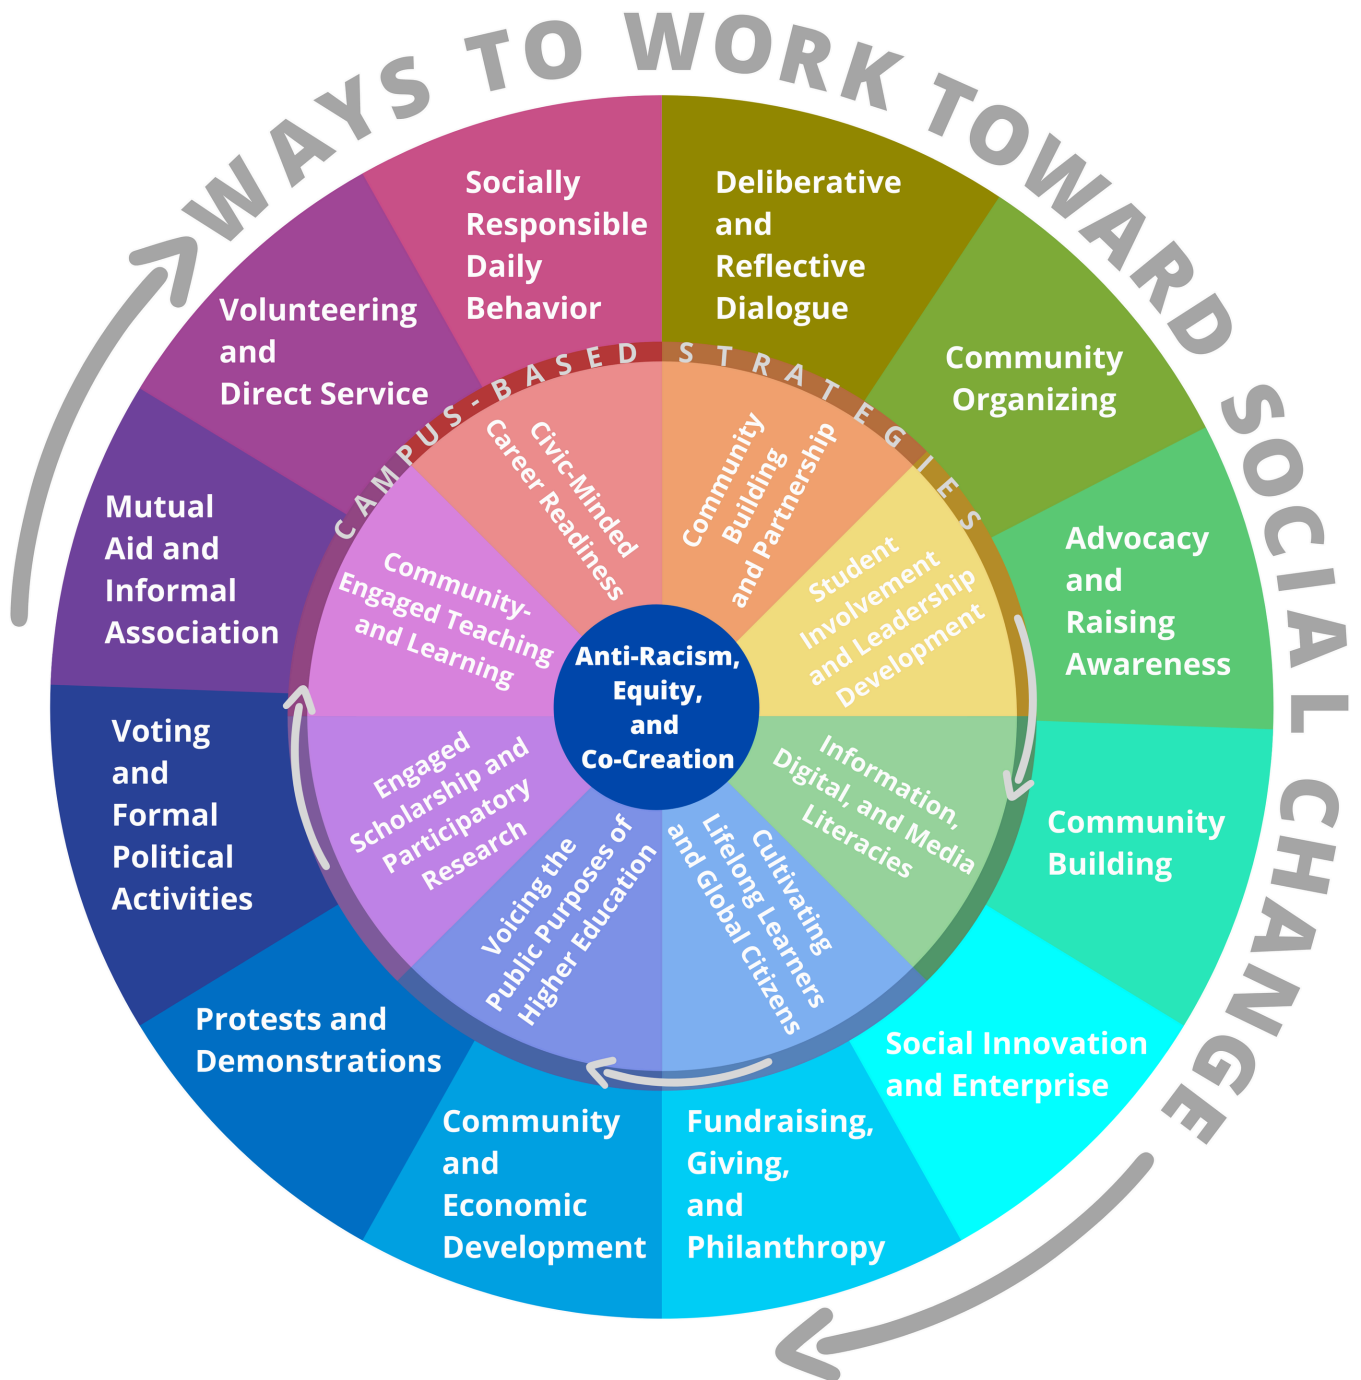 WAYS TO WORK TOWARD SOCIAL CHANGE
Deliberative
and
Reflective
Dialogue
Community
Organizing
Advocacy
and
Raising
Awareness
Community
Building
Social Innovation
and Enterprise
Fundraising,
Giving,
and
Philanthropy
Community
and
Economic
Development
Protests and
Demonstrations
Voting
and
Formal
Political
Activities
Mutual
Aid and
Informal
Association
Volunteering
and
Direct Service
Socially
Responsible
Daily
Behavior
CAMPUS-BASED STRATEGIES
Community
Building
and Partnership
Student
Involvement
and Leadership
Development
Information,
Digital, and Media
Literacies
Cultivating
Lifelong Learners
and Global Citizens
Voicing the
Public Purposes of
Higher Education
Engaged
Scholarship and
Participatory
Research
Community-
Engaged Teaching
and Learning
Civic-Minded
Career Readiness
Anti-Racism,
Equity,
and
Co-Creation